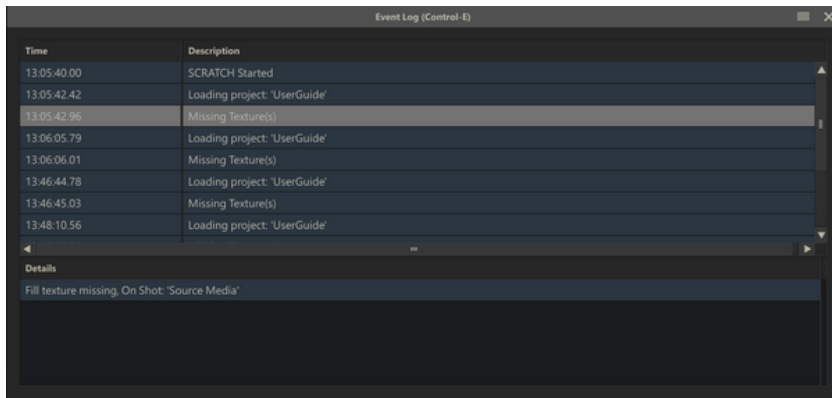 Event Log (Control-E)
Time Description
13:05:40.00 SCRATCH Started
13:05:42.42 Loading project: 'UserGuide'
13:05:42.96 Missing Texture(s)
13:06:05.79 Loading project: 'UserGuide'
13:06:06.01 Missing Texture(s)
13:46:44.78 Loading project: 'UserGuide'
13:46:45.03 Missing Texture(s)
13:48:10.56 Loading project: 'UserGuide'
Details
Fill texture missing, On Shot: 'Source Media'